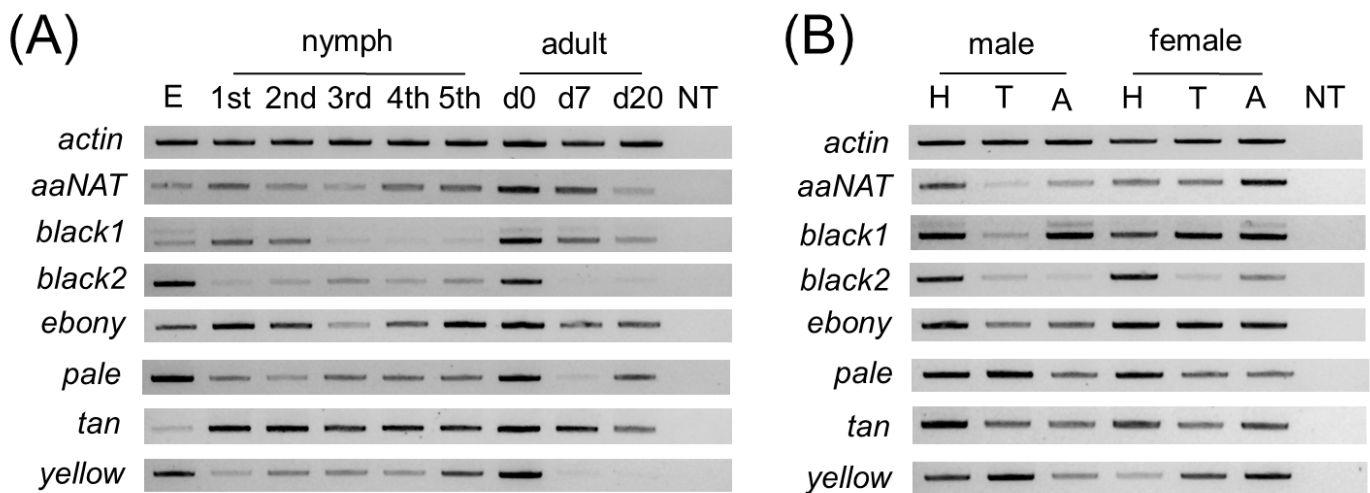 (A)
nymph adult
E 1st 2nd 3rd 4th 5th d0 d7 d20 NT
actin
aaNAT
black1
black2
ebony
pale
tan
yellow
(B)
male female
H T A H T A NT
actin
aaNAT
black1
black2
ebony
pale
tan
yellow